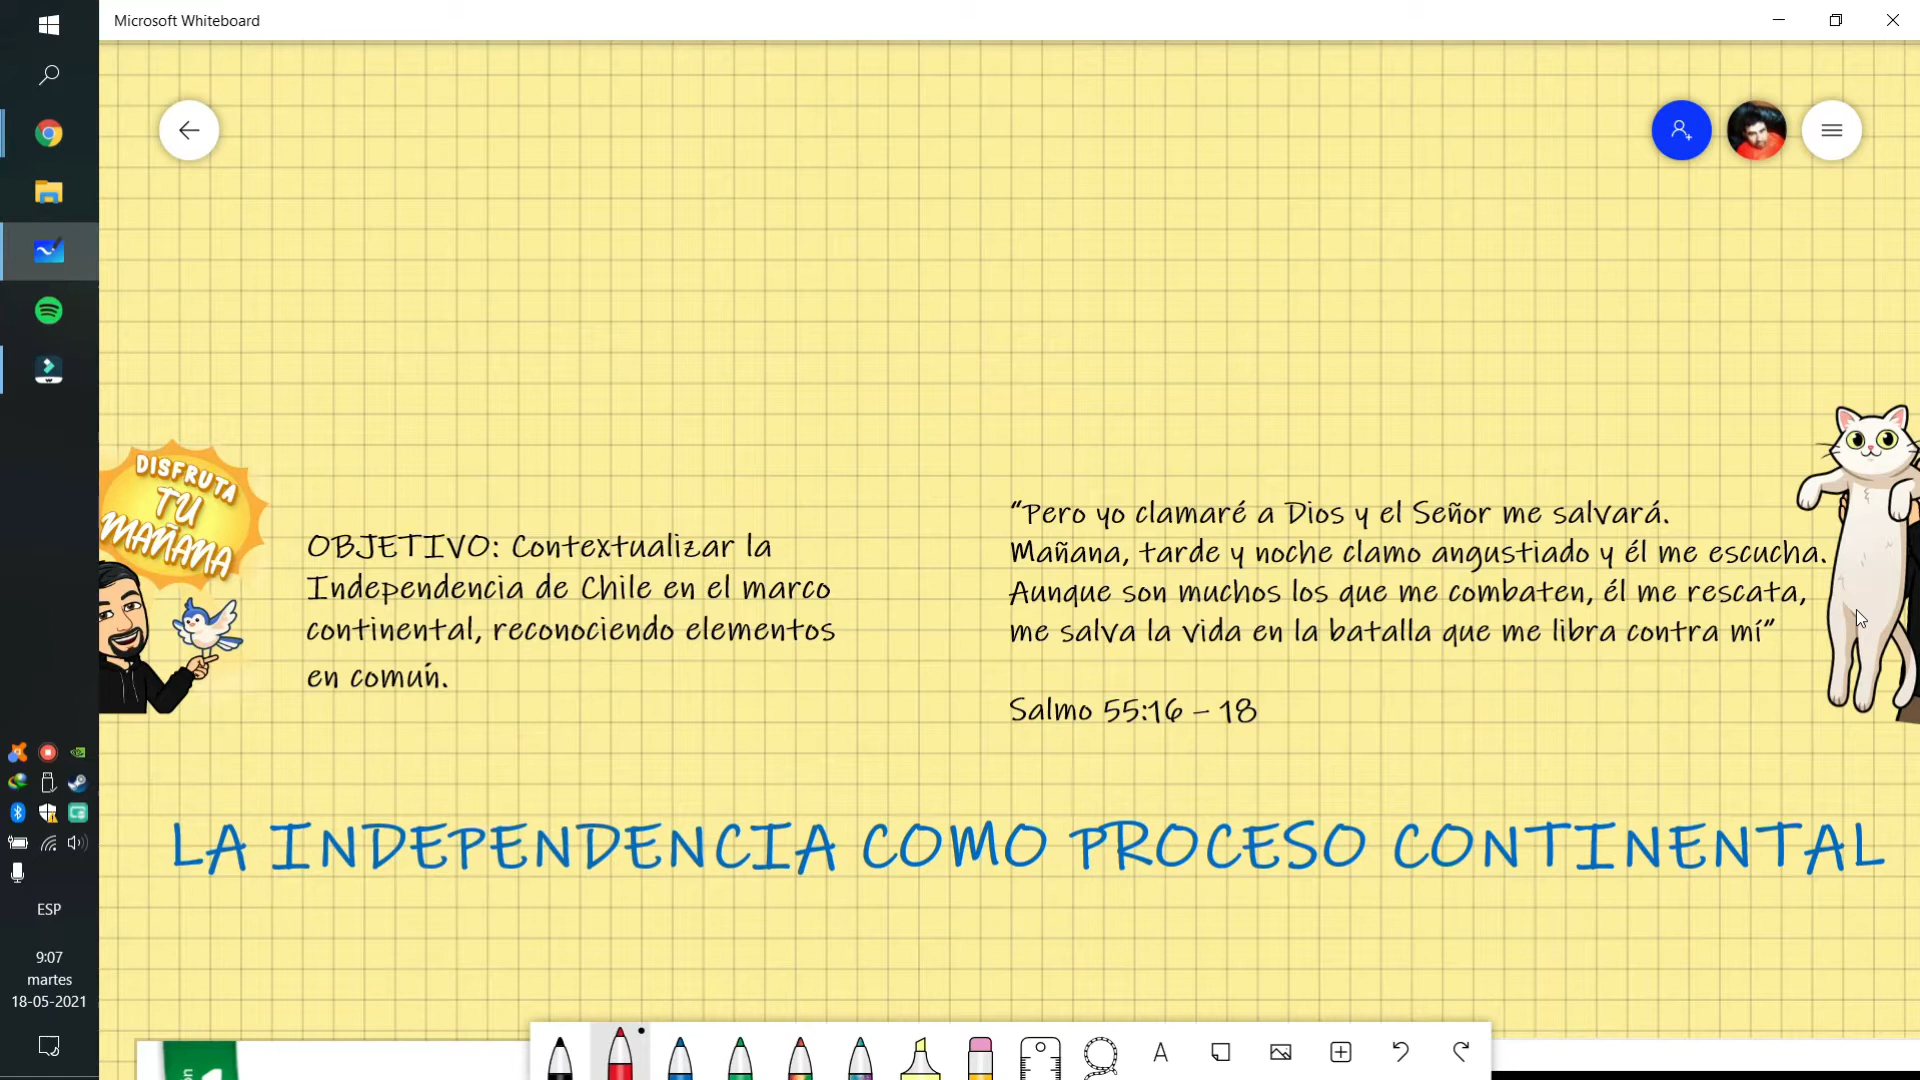 Microsoft Whiteboard
DISFRUTA
TU
MAÑANA
OBJETIVO: Contextualizar la
Independencia de Chile en el marco
continental, reconociendo elementos
en común.
“Pero yo clamaré a Dios y el Señor me salvará.
Mañana, tarde y noche clamo angustiado y él me escucha.
Aunque son muchos los que me combaten, él me rescata,
me salva la vida en la batalla que me libra contra mí”
Salmo 55:16 – 18
LA INDEPENDENCIA COMO PROCESO CONTINENTAL
ESP
9:07
martes
18-05-2021
A